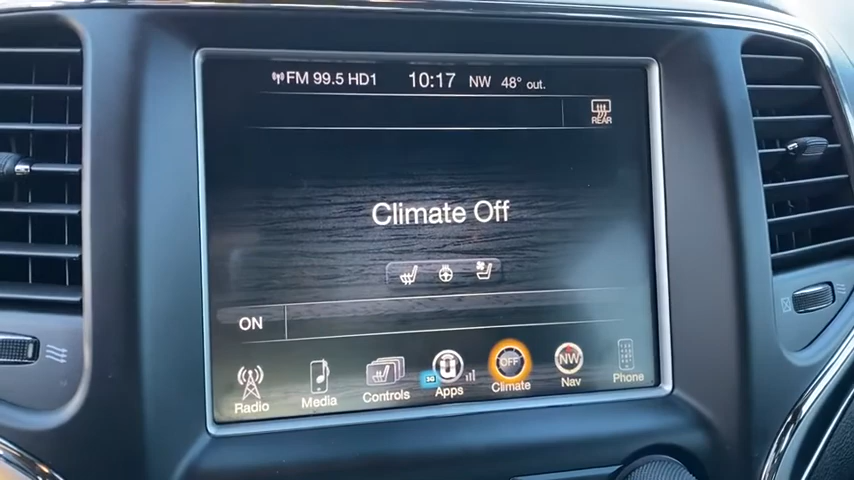 FM 99.5 HD1 10:17 NW 48° out.
REAR
Climate Off
ON
OFF NW
3G
Radio Media Controls Apps Climate Nav Phone